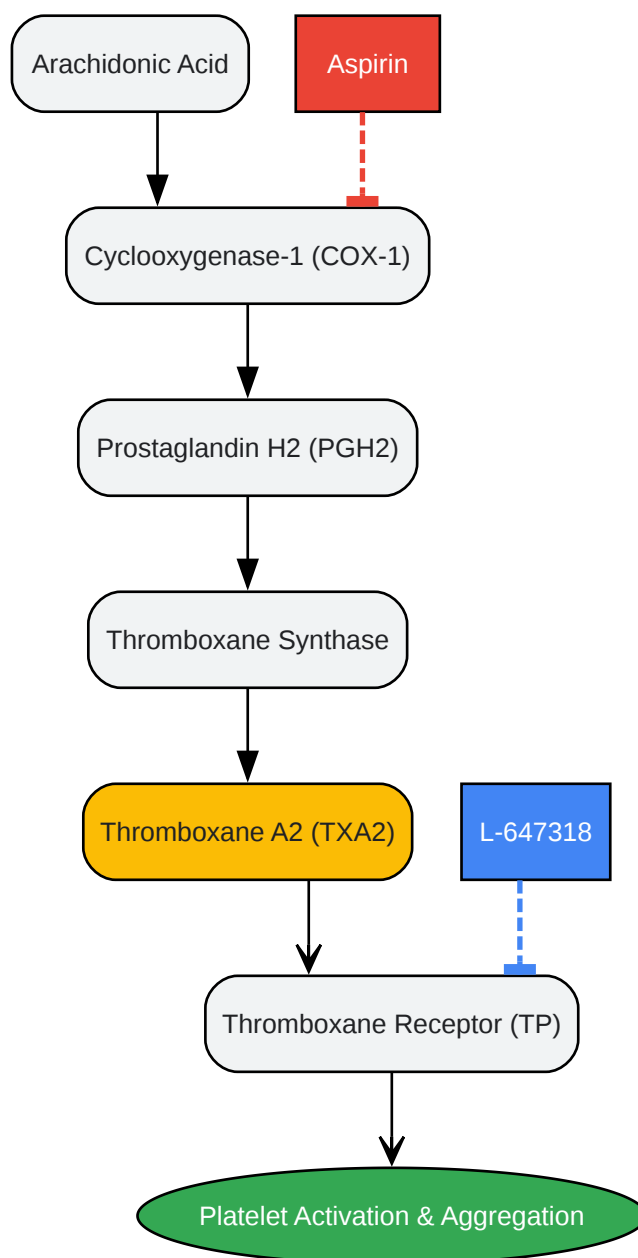 Arachidonic Acid
Aspirin
Cyclooxygenase-1 (COX-1)
Prostaglandin H2 (PGH2)
Thromboxane Synthase
Thromboxane A2 (TXA2)
L-647318
Thromboxane Receptor (TP)
Platelet Activation & Aggregation